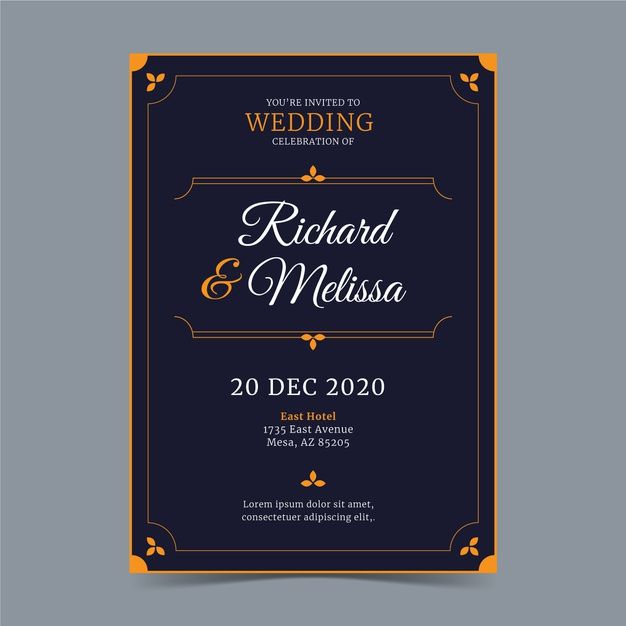 YOU'RE INVITED TO
WEDDING
CELEBRATION OF
Richard
& Melissa
20 DEC 2020
East Hotel
1735 East Avenue
Mesa, AZ 85205
Lorem ipsum dolor sit amet,
consectetuer adipiscing elit,.